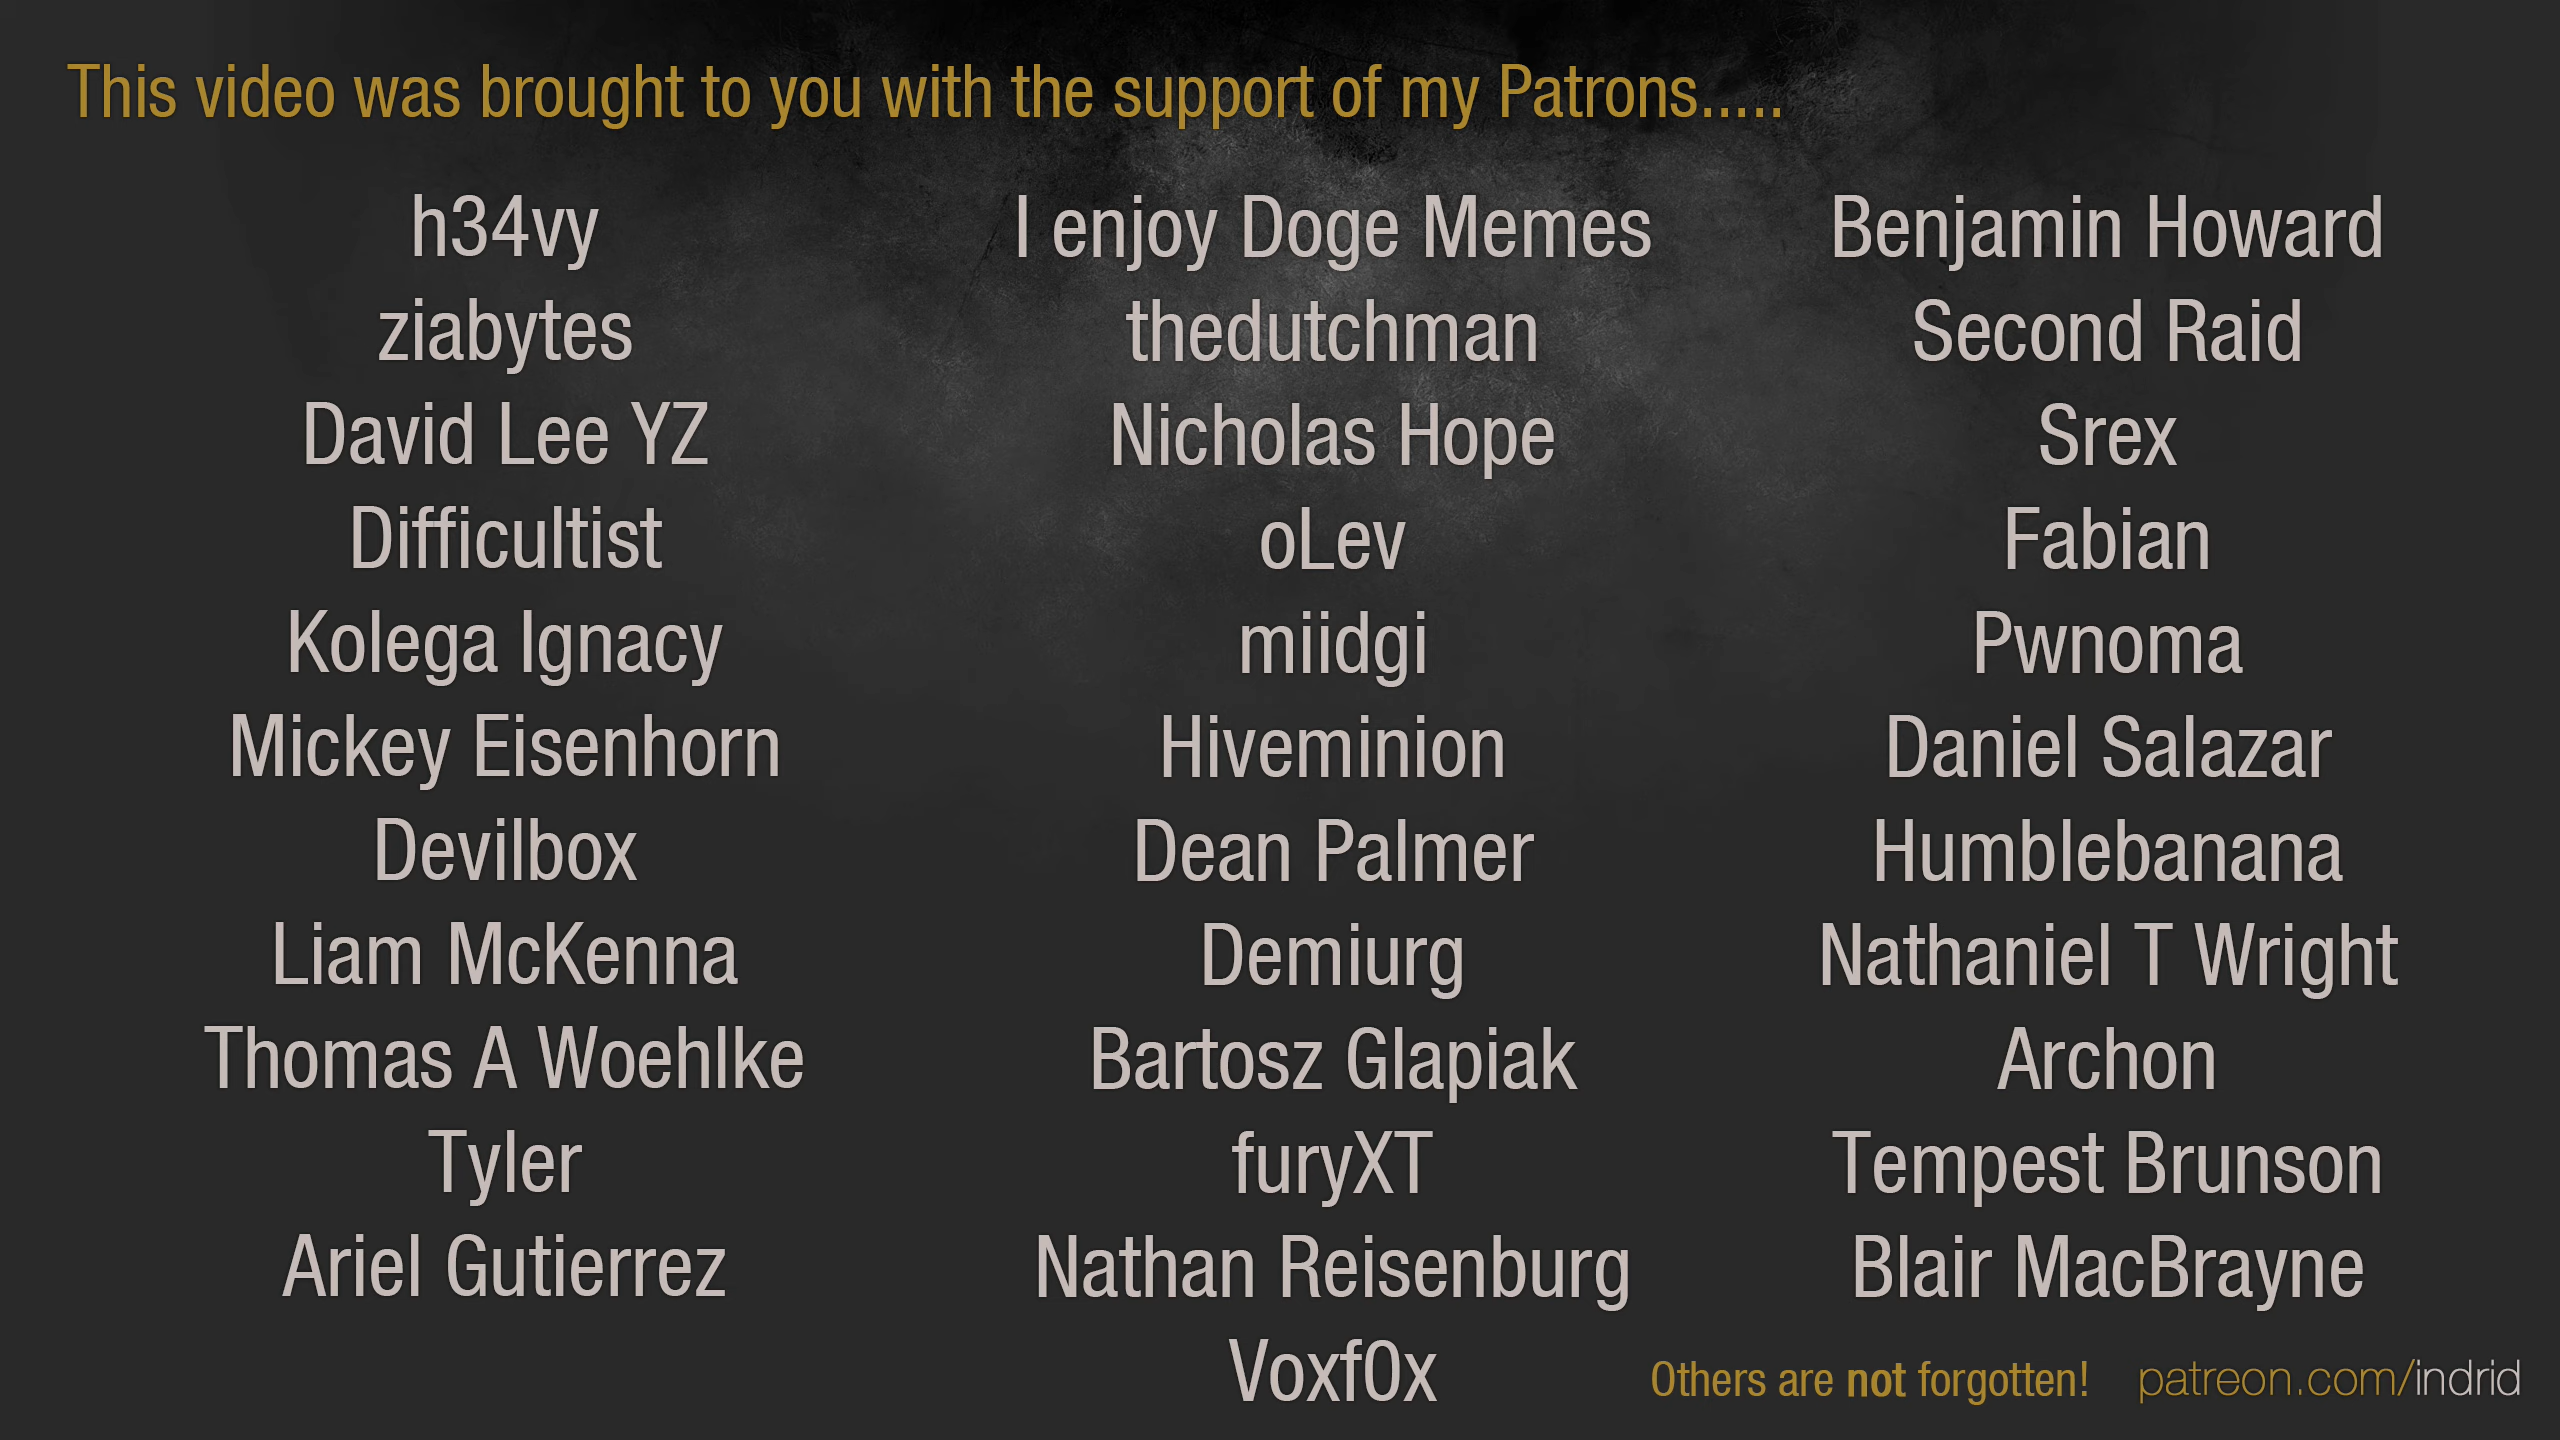 This video was brought to you with the support of my Patrons.....
h34vy
ziabytes
David Lee YZ
Difficultist
Kolega Ignacy
Mickey Eisenhorn
Devilbox
Liam McKenna
Thomas A Woehlke
Tyler
Ariel Gutierrez
I enjoy Doge Memes
thedutchman
Nicholas Hope
oLev
miidgi
Hiveminion
Dean Palmer
Demiurg
Bartosz Glapiak
furyXT
Nathan Reisenburg
Voxf0x
Benjamin Howard
Second Raid
Srex
Fabian
Pwnoma
Daniel Salazar
Humblebanana
Nathaniel T Wright
Archon
Tempest Brunson
Blair MacBrayne
Others are not forgotten! patreon.com/indrid